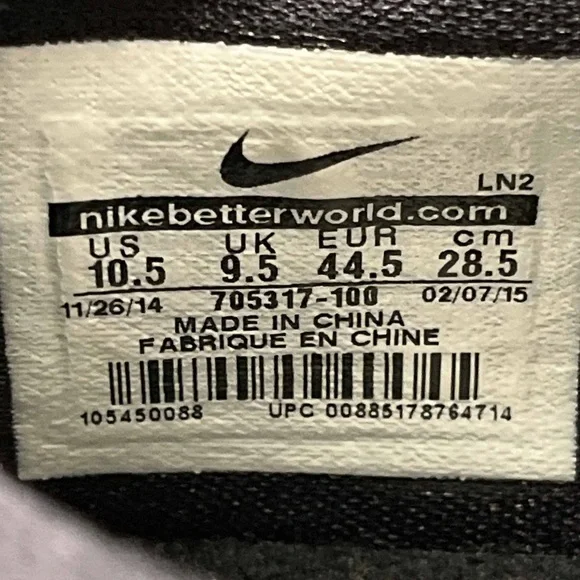 LN2
nikebetterworld.com
US UK EUR cm
10.5 9.5 44.5 28.5
11/26/14 705317-100 02/07/15
MADE IN CHINA
FABRIQUE EN CHINE
105450088 UPC 00885178764714